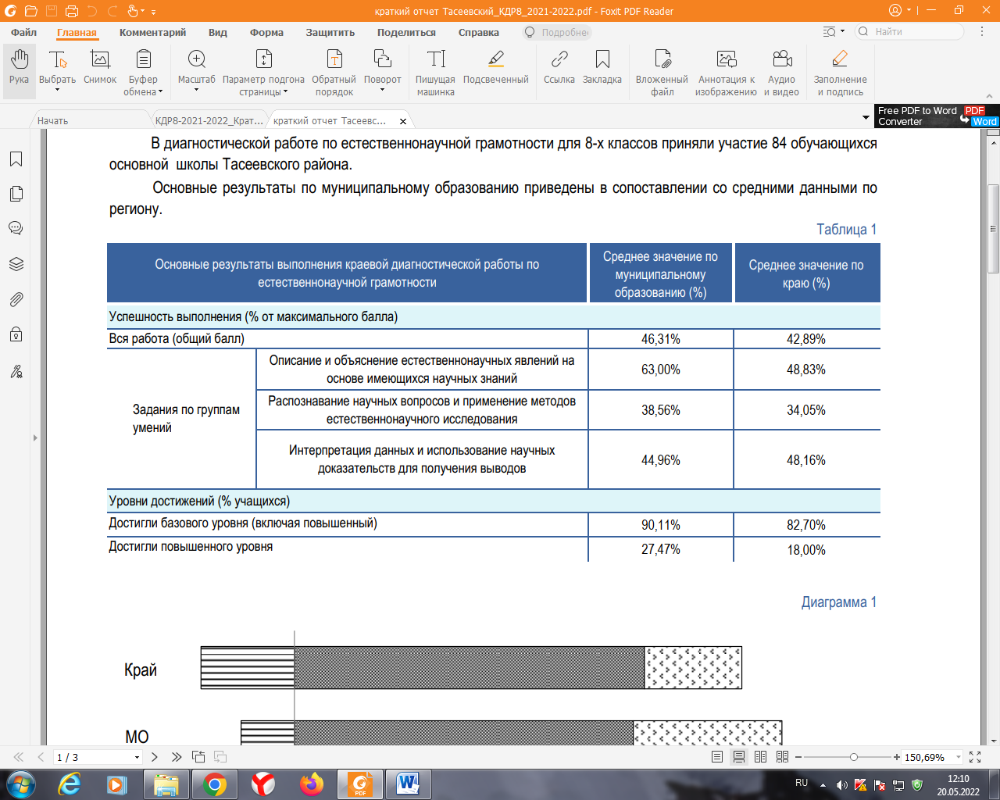 краткий отчет Тасеевский_КДР8_2021-2022.pdf - Foxit PDF Reader
Файл Главная Комментарий Вид Форма Защитить Поделиться Справка Подробне Найти
Рука Выбрать Снимок Буфер обмена Масштаб Параметр подгона страницы Обратный порядок Поворот Пишущая машинка Подсвеченный Ссылка Закладка Вложенный файл Аннотация к изображению Аудио и видео Заполнение и подпись
Начать КДР8-2021-2022_Крат... краткий отчет Тасеевс...
Free PDF to Word
Converter
PDF
Word
В диагностической работе по естественнонаучной грамотности для 8-х классов приняли участие 84 обучающихся
основной школы Тасеевского района.
Основные результаты по муниципальному образованию приведены в сопоставлении со средними данными по
региону.
Таблица 1
Основные результаты выполнения краевой диагностической работы по
естественнонаучной грамотности
Среднее значение по
муниципальному
образованию (%)
Среднее значение по
краю (%)
Успешность выполнения (% от максимального балла)
Вся работа (общий балл) 46,31% 42,89%
Задания по группам
умений
Описание и объяснение естественнонаучных явлений на
основе имеющихся научных знаний
63,00% 48,83%
Распознавание научных вопросов и применение методов
естественнонаучного исследования
38,56% 34,05%
Интерпретация данных и использование научных
доказательств для получения выводов
44,96% 48,16%
Уровни достижений (% учащихся)
Достигли базового уровня (включая повышенный) 90,11% 82,70%
Достигли повышенного уровня 27,47% 18,00%
Диаграмма 1
Край
МО
1 / 3 150,69%
RU 12:10
20.05.2022